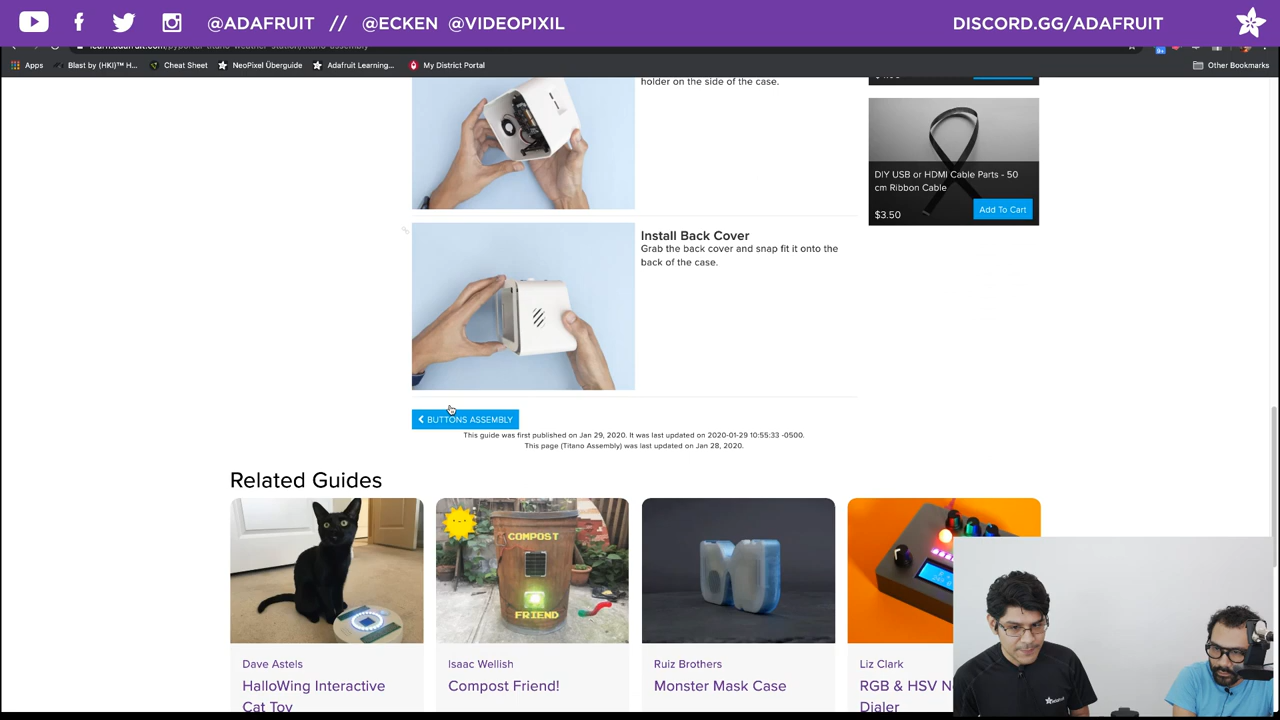 @ADAFRUIT // @ECKEN @VIDEOPIXIL
DISCORD.GG/ADAFRUIT
Apps
Blast by {HKI}™ H...
Cheat Sheet
NeoPixel Überguide
Adafruit Learning...
My District Portal
Other Bookmarks
holder on the side of the case.
DIY USB or HDMI Cable Parts - 50
cm Ribbon Cable
$3.50
Add To Cart
Install Back Cover
Grab the back cover and snap fit it onto the
back of the case.
BUTTONS ASSEMBLY
This guide was first published on Jan 29, 2020. It was last updated on 2020-01-29 10:55:33 -0500.
This page (Titano Assembly) was last updated on Jan 28, 2020.
Related Guides
COMPOST
FRIEND
Dave Astels
HalloWing Interactive
Cat Toy
Isaac Wellish
Compost Friend!
Ruiz Brothers
Monster Mask Case
Liz Clark
RGB & HSV
Dialer